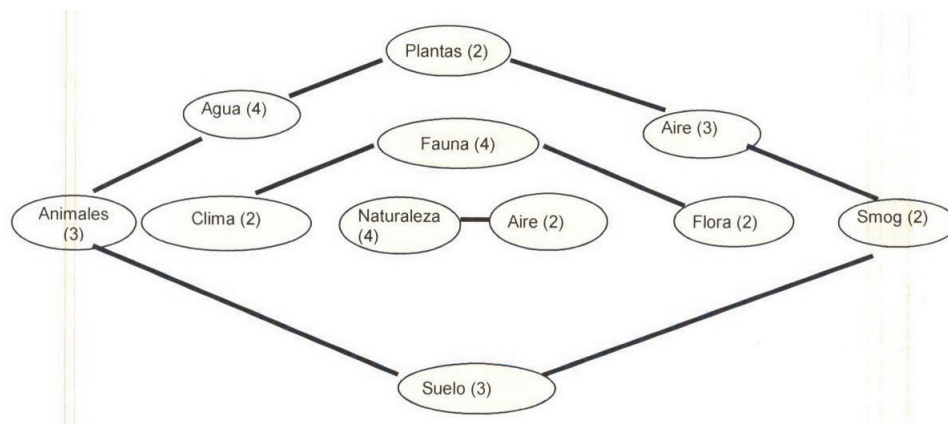 Plantas (2)
Agua (4)
Aire (3)
Fauna (4)
Animales
(3)
Clima (2)
Naturaleza
(4)
Aire (2)
Flora (2)
Smog (2)
Suelo (3)